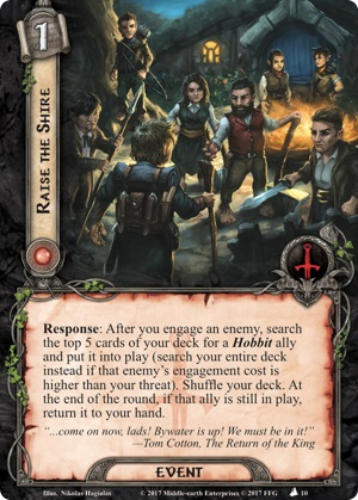 1
RAISE THE SHIRE
Response: After you engage an enemy, search
the top 5 cards of your deck for a Hobbit ally
and put it into play (search your entire deck
instead if that enemy's engagement cost is
higher than your threat). Shuffle your deck. At
the end of the round, if that ally is still in play,
return it to your hand.
"...come on now, lads! Bywater is up! We must be in it!"
—Tom Cotton, The Return of the King
Illus. Nikolas Hagialas
© 2017 Middle-earth Enterprises © 2017 FFG
10
EVENT